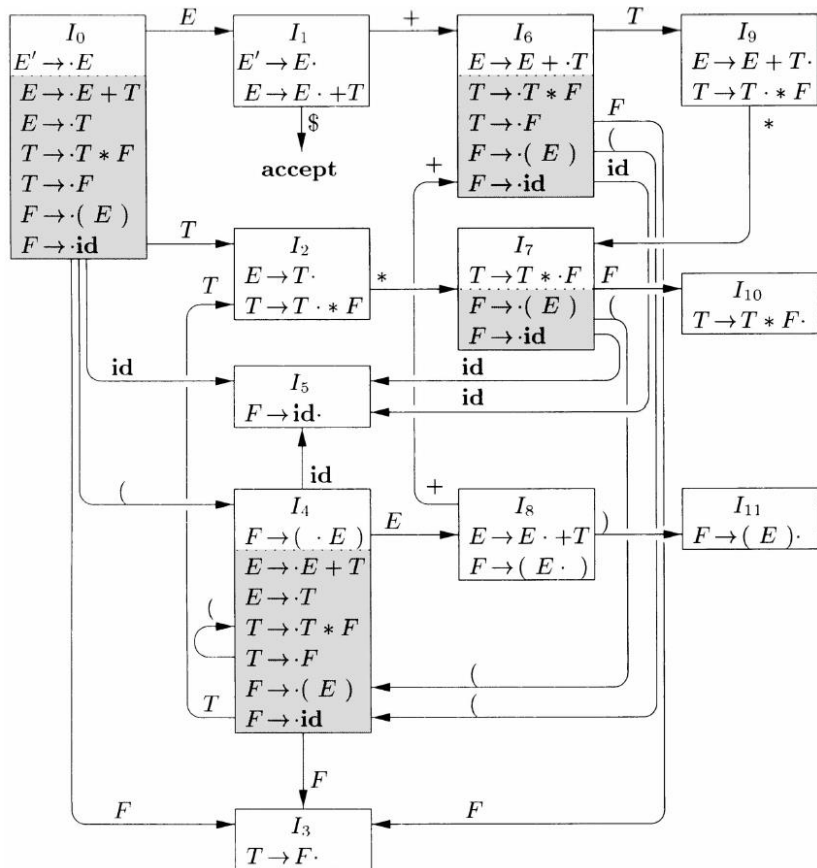 I₀
E' → ·E
E → ·E + T
E → ·T
T → ·T * F
T → ·F
F → ·( E )
F → ·id
E
I₁
E' → E·
E → E · +T
$
accept
+
I₆
E → E + ·T
T → ·T * F
T → ·F
F → ·( E )
F → ·id
T
F
(
id
+
I₉
E → E + T·
T → T · * F
*
T
I₂
E → T·
T → T · * F
T
*
I₇
T → T * ·F
F → ·( E )
F → ·id
F
(
I₁₀
T → T * F·
id
I₅
F → id·
id
id
id
(
I₄
F → ( · E )
E → ·E + T
E → ·T
T → ·T * F
T → ·F
F → ·( E )
F → ·id
(
T
E
+
I₈
E → E · +T
F → ( E · )
)
I₁₁
F → ( E )·
(
(
F
F
I₃
T → F·
F